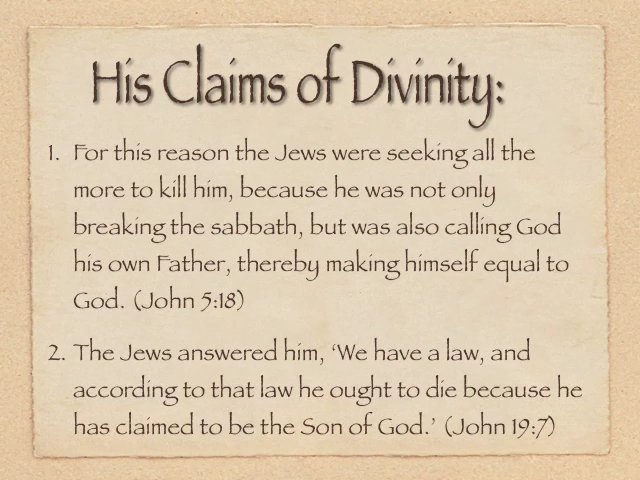 His Claims of Divinity:
1. For this reason the Jews were seeking all the
more to kill him, because he was not only
breaking the sabbath, but was also calling God
his own Father, thereby making himself equal to
God. (John 5:18)
2. The Jews answered him, ‘We have a law, and
according to that law he ought to die because he
has claimed to be the Son of God.’ (John 19:7)